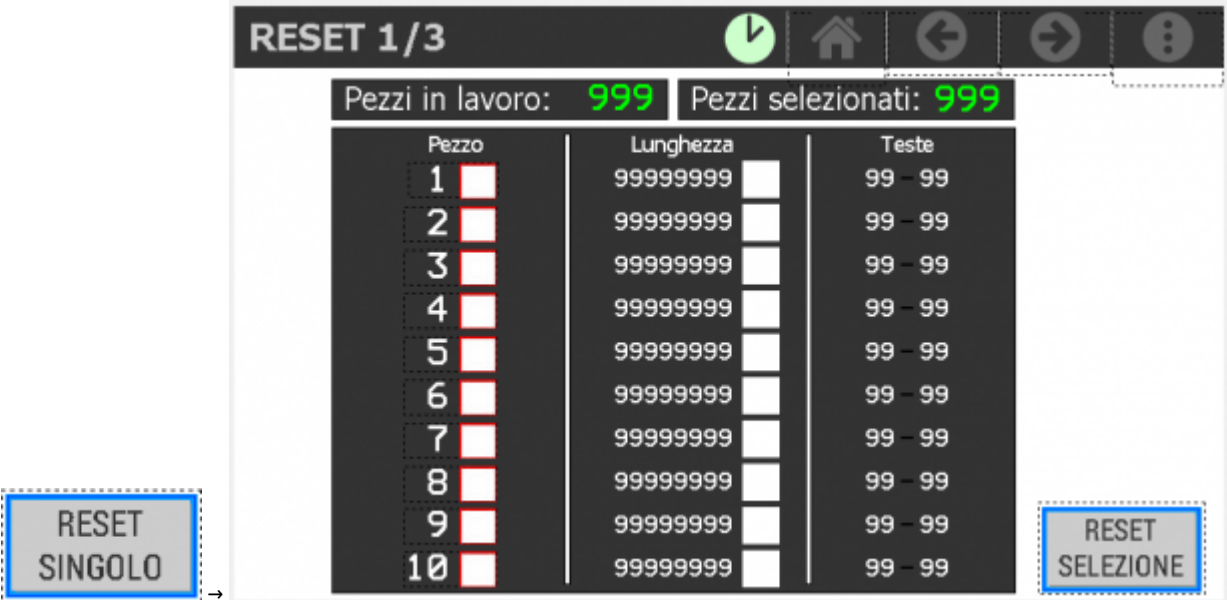 RESET 1/3
Pezzi in lavoro: 999 Pezzi selezionati: 999
Pezzo Lunghezza Teste
1 99999999 99 - 99
2 99999999 99 - 99
3 99999999 99 - 99
4 99999999 99 - 99
5 99999999 99 - 99
6 99999999 99 - 99
7 99999999 99 - 99
8 99999999 99 - 99
9 99999999 99 - 99
10 99999999 99 - 99
RESET
SINGOLO
→
RESET
SELEZIONE